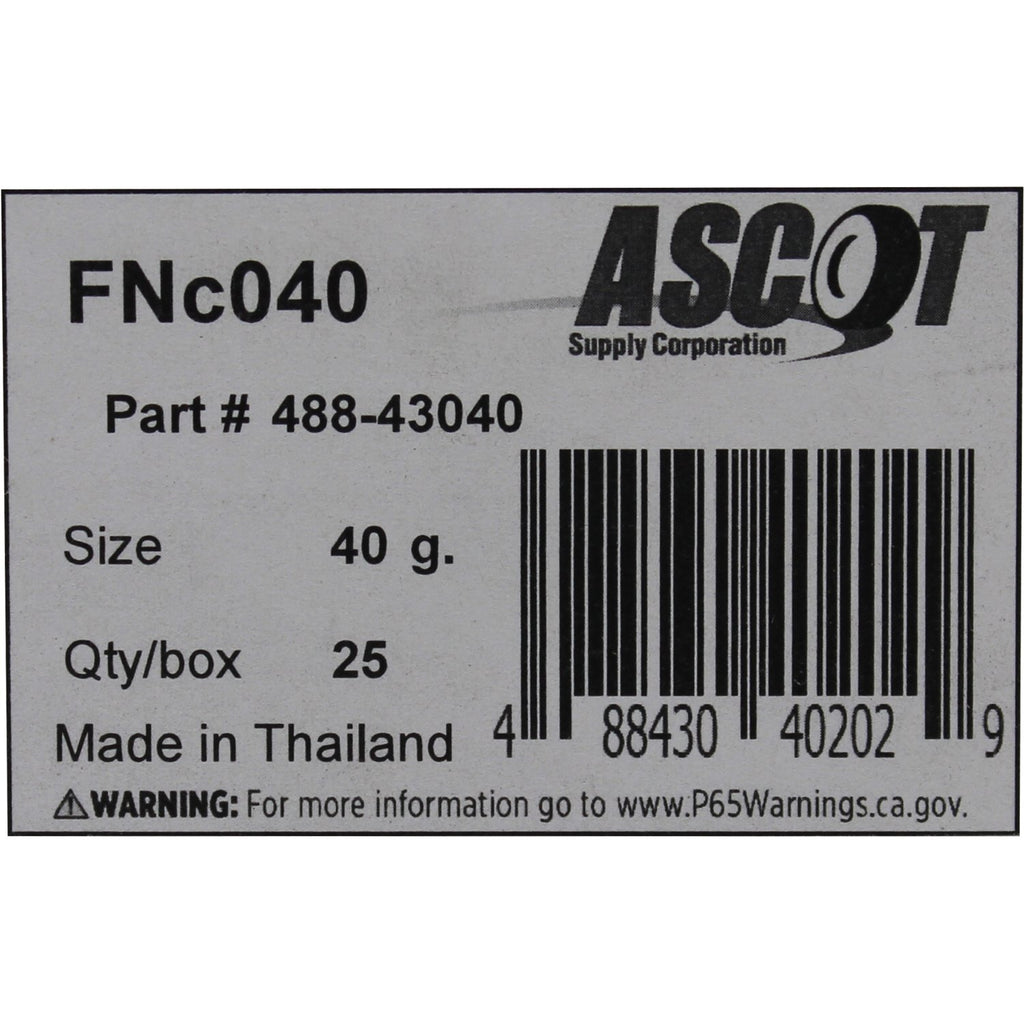 FNc040
ASCOT
Supply Corporation
Part # 488-43040
Size 40 g.
Qty/box 25
4 88430 40202 9
Made in Thailand
⚠WARNING: For more information go to www.P65Warnings.ca.gov.